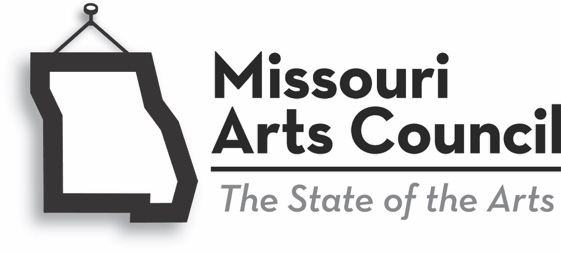 Missouri
Arts Council
The State of the Arts